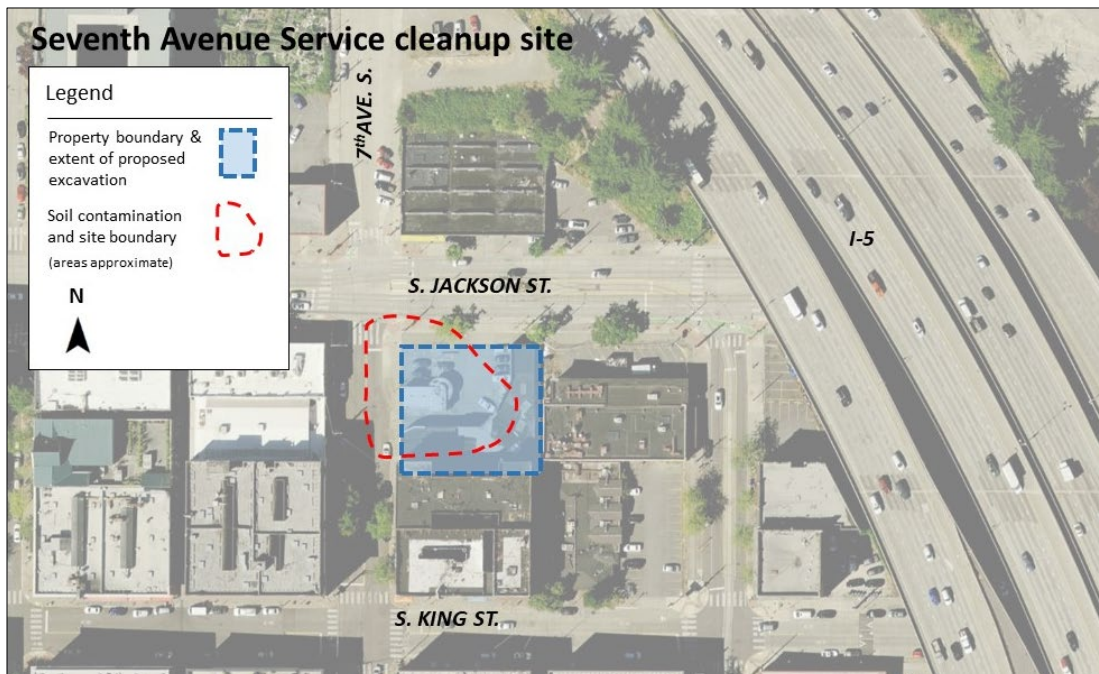 Seventh Avenue Service cleanup site
Legend
Property boundary &
extent of proposed
excavation
Soil contamination
and site boundary
(areas approximate)
N
7th AVE. S.
S. JACKSON ST.
I-5
S. KING ST.